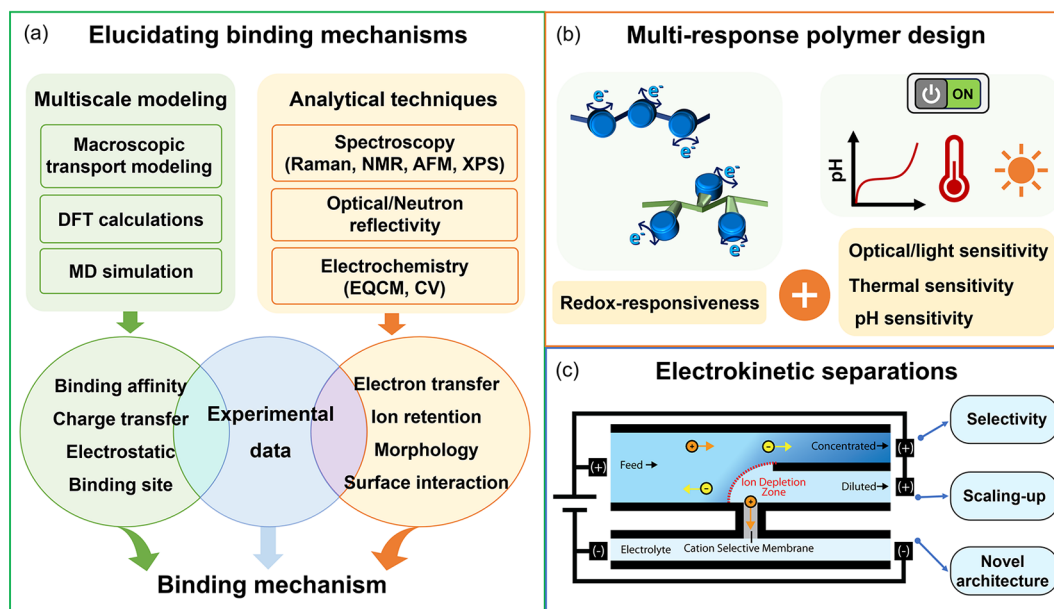 (a) Elucidating binding mechanisms
Multiscale modeling
Macroscopic
transport modeling
DFT calculations
MD simulation
Analytical techniques
Spectroscopy
(Raman, NMR, AFM, XPS)
Optical/Neutron
reflectivity
Electrochemistry
(EQCM, CV)
Binding affinity
Charge transfer
Electrostatic
Binding site
Experimental
data
Electron transfer
Ion retention
Morphology
Surface interaction
Binding mechanism
(b) Multi-response polymer design
e-
e-
e-
e-
e-
e-
Redox-responsiveness
+
ON
pH
Optical/light sensitivity
Thermal sensitivity
pH sensitivity
(c) Electrokinetic separations
(+)
Feed
+
-
Concentrated
(+)
-
Ion Depletion
Zone
Diluted
(+)
+
(-)
Electrolyte
Cation Selective Membrane
(-)
Selectivity
Scaling-up
Novel
architecture